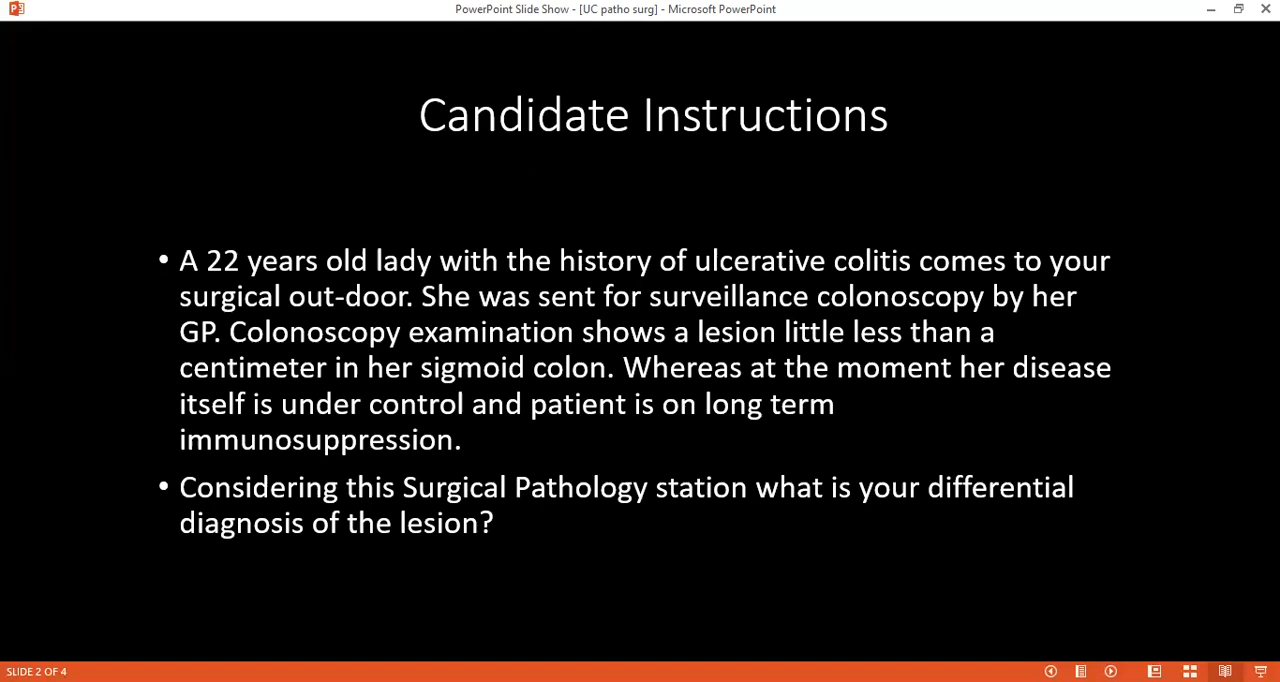 PowerPoint Slide Show - [UC patho surg] - Microsoft PowerPoint
Candidate Instructions
• A 22 years old lady with the history of ulcerative colitis comes to your
surgical out-door. She was sent for surveillance colonoscopy by her
GP. Colonoscopy examination shows a lesion little less than a
centimeter in her sigmoid colon. Whereas at the moment her disease
itself is under control and patient is on long term
immunosuppression.
• Considering this Surgical Pathology station what is your differential
diagnosis of the lesion?
SLIDE 2 OF 4